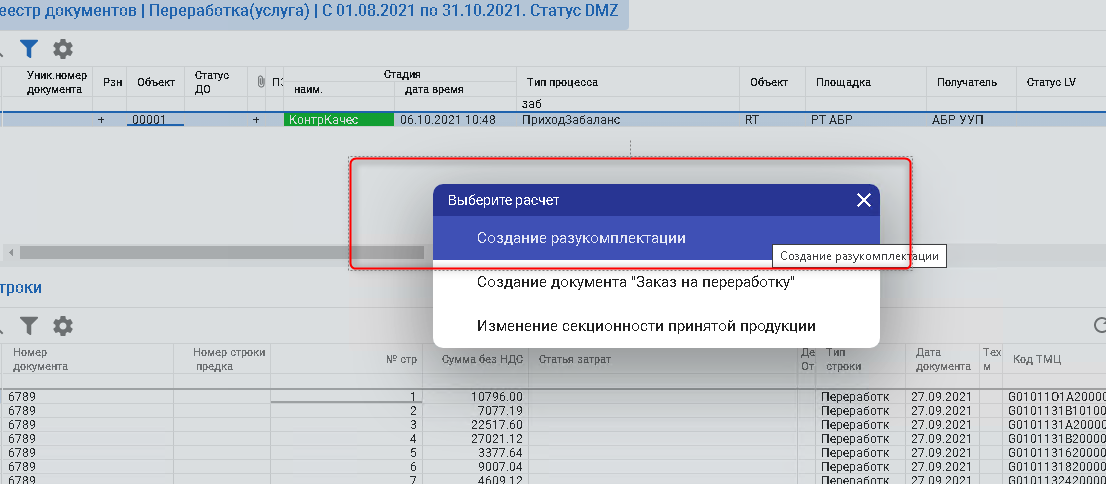 еестр документов | Переработка(услуга) | С 01.08.2021 по 31.10.2021. Статус DMZ
Уник.номер документа Рзн Объект Статус ДО ПЗ Стадия Тип процесса Объект Площадка Получатель Статус LV
наим. дата время
заб
+ 00001 + КонтрКачес 06.10.2021 10:48 ПриходЗабаланс RT РТ АБР АБР УУП
Выберите расчет
Создание разукомплектации
Создание разукомплектации
Создание документа "Заказ на переработку"
троки
Изменение секционности принятой продукции
Номер документа Номер строки предка № стр Сумма без НДС Статья затрат Де От Тип строки Дата документа Тех м Код ТМЦ
6789 1 10796.00 Переработк 27.09.2021 G01011O1A20000
6789 2 7077.19 Переработк 27.09.2021 G0101131B10100
6789 3 22517.60 Переработк 27.09.2021 G0101131A20000
6789 4 27021.12 Переработк 27.09.2021 G0101131B20000
6789 5 3377.64 Переработк 27.09.2021 G0101131620000
6789 6 9007.04 Переработк 27.09.2021 G0101131820000
6789 7 4609.12 Переработк 27.09.2021 G0101132420000